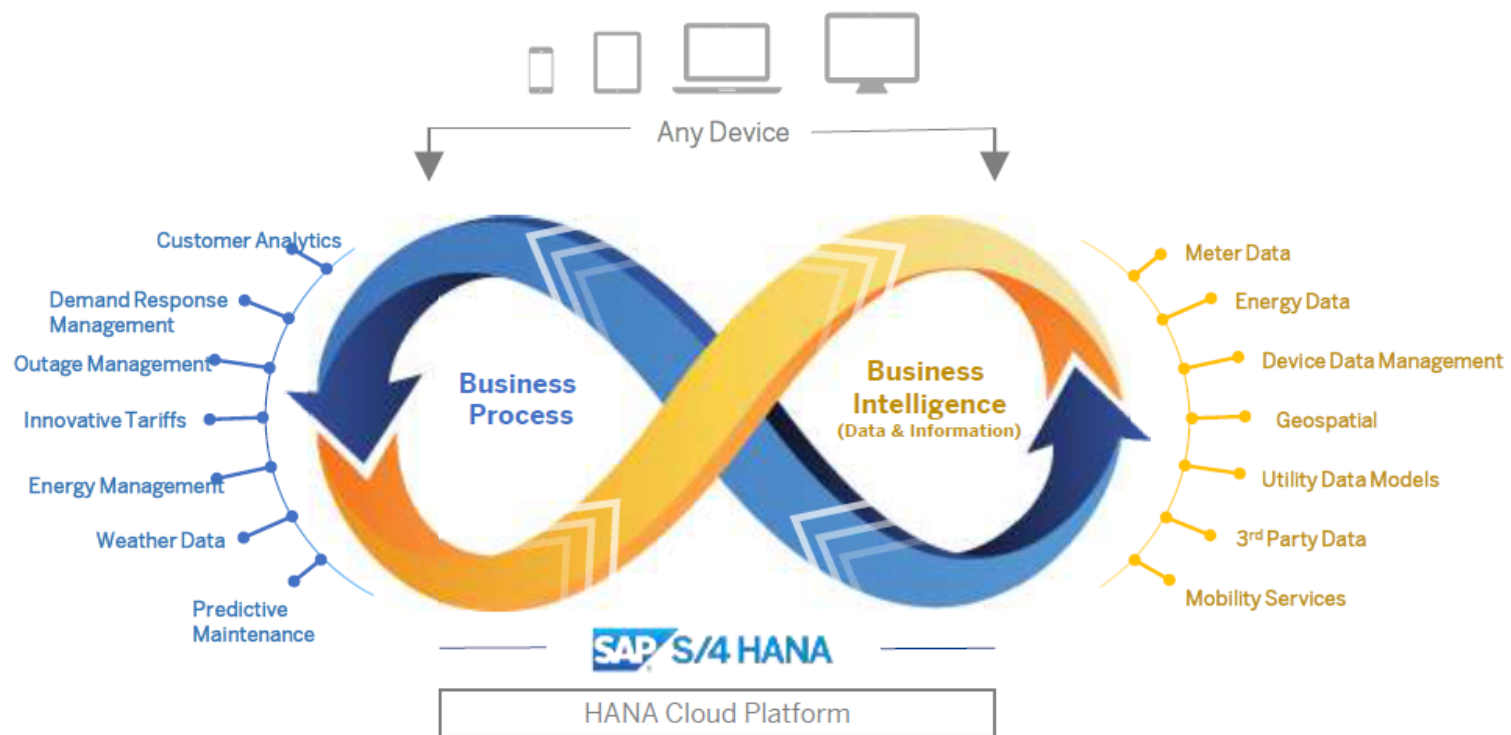 Any Device
Customer Analytics
Demand Response
Management
Outage Management
Innovative Tariffs
Energy Management
Weather Data
Predictive
Maintenance
Business
Process
Business
Intelligence
(Data & Information)
Meter Data
Energy Data
Device Data Management
Geospatial
Utility Data Models
3rd Party Data
Mobility Services
SAP S/4 HANA
HANA Cloud Platform